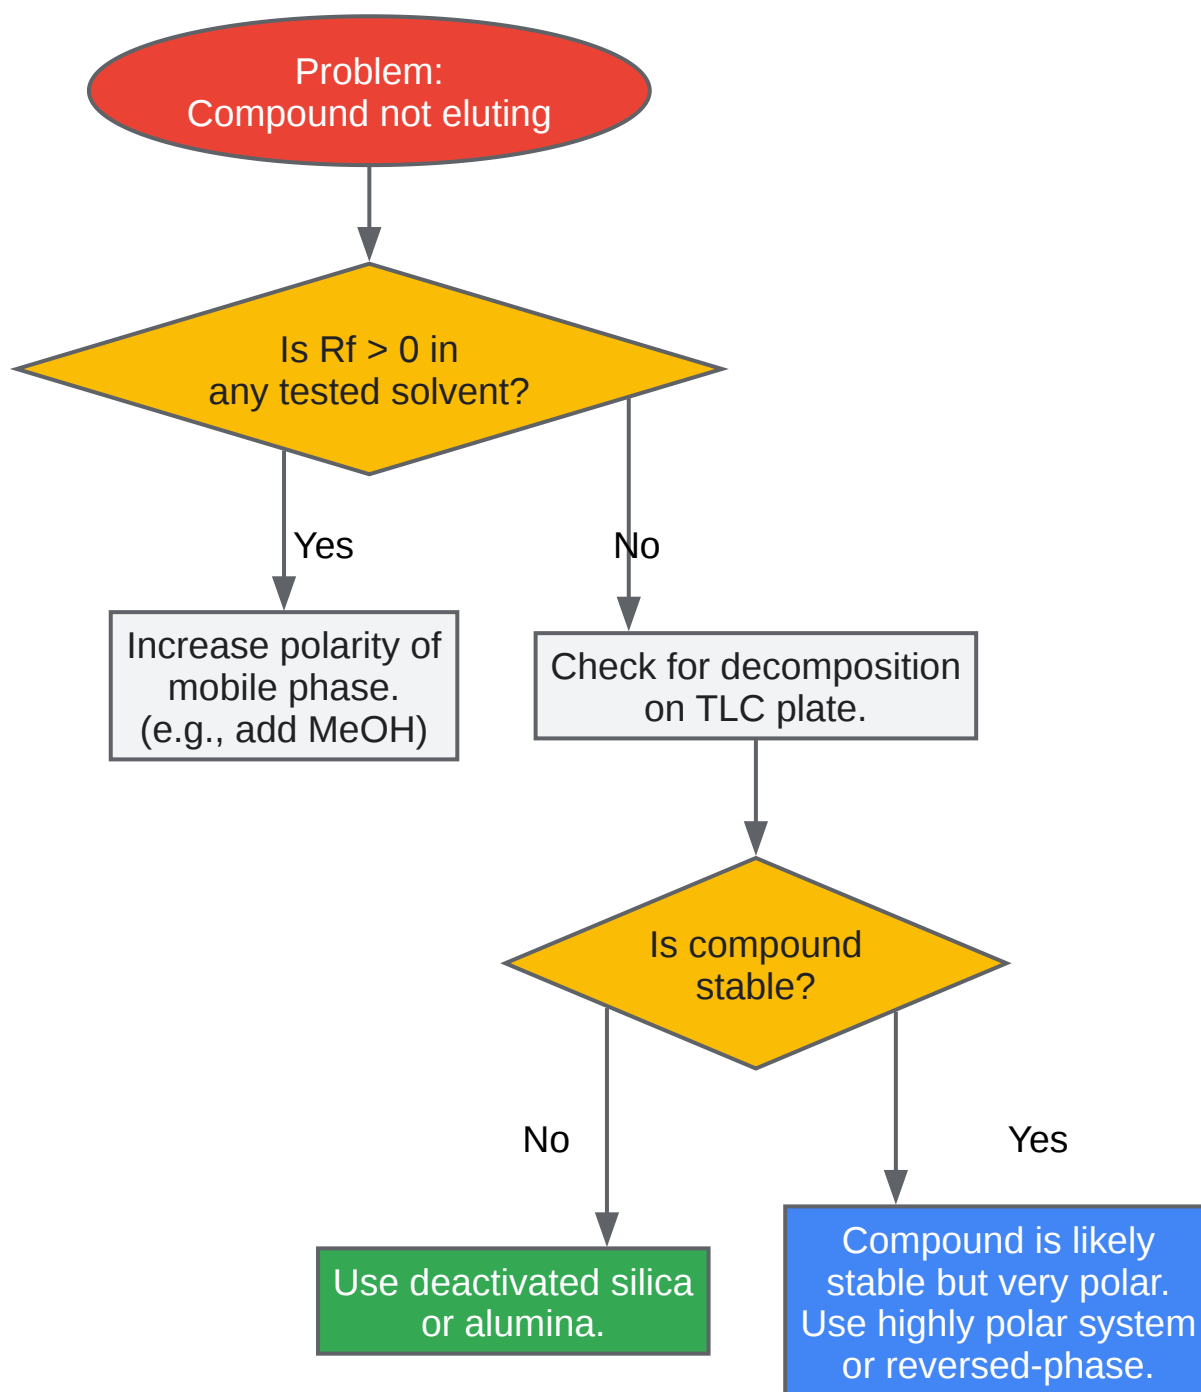 Problem:
Compound not eluting
Is Rf > 0 in
any tested solvent?
Yes
No
Increase polarity of
mobile phase.
(e.g., add MeOH)
Check for decomposition
on TLC plate.
Is compound
stable?
No
Yes
Use deactivated silica
or alumina.
Compound is likely
stable but very polar.
Use highly polar system
or reversed-phase.